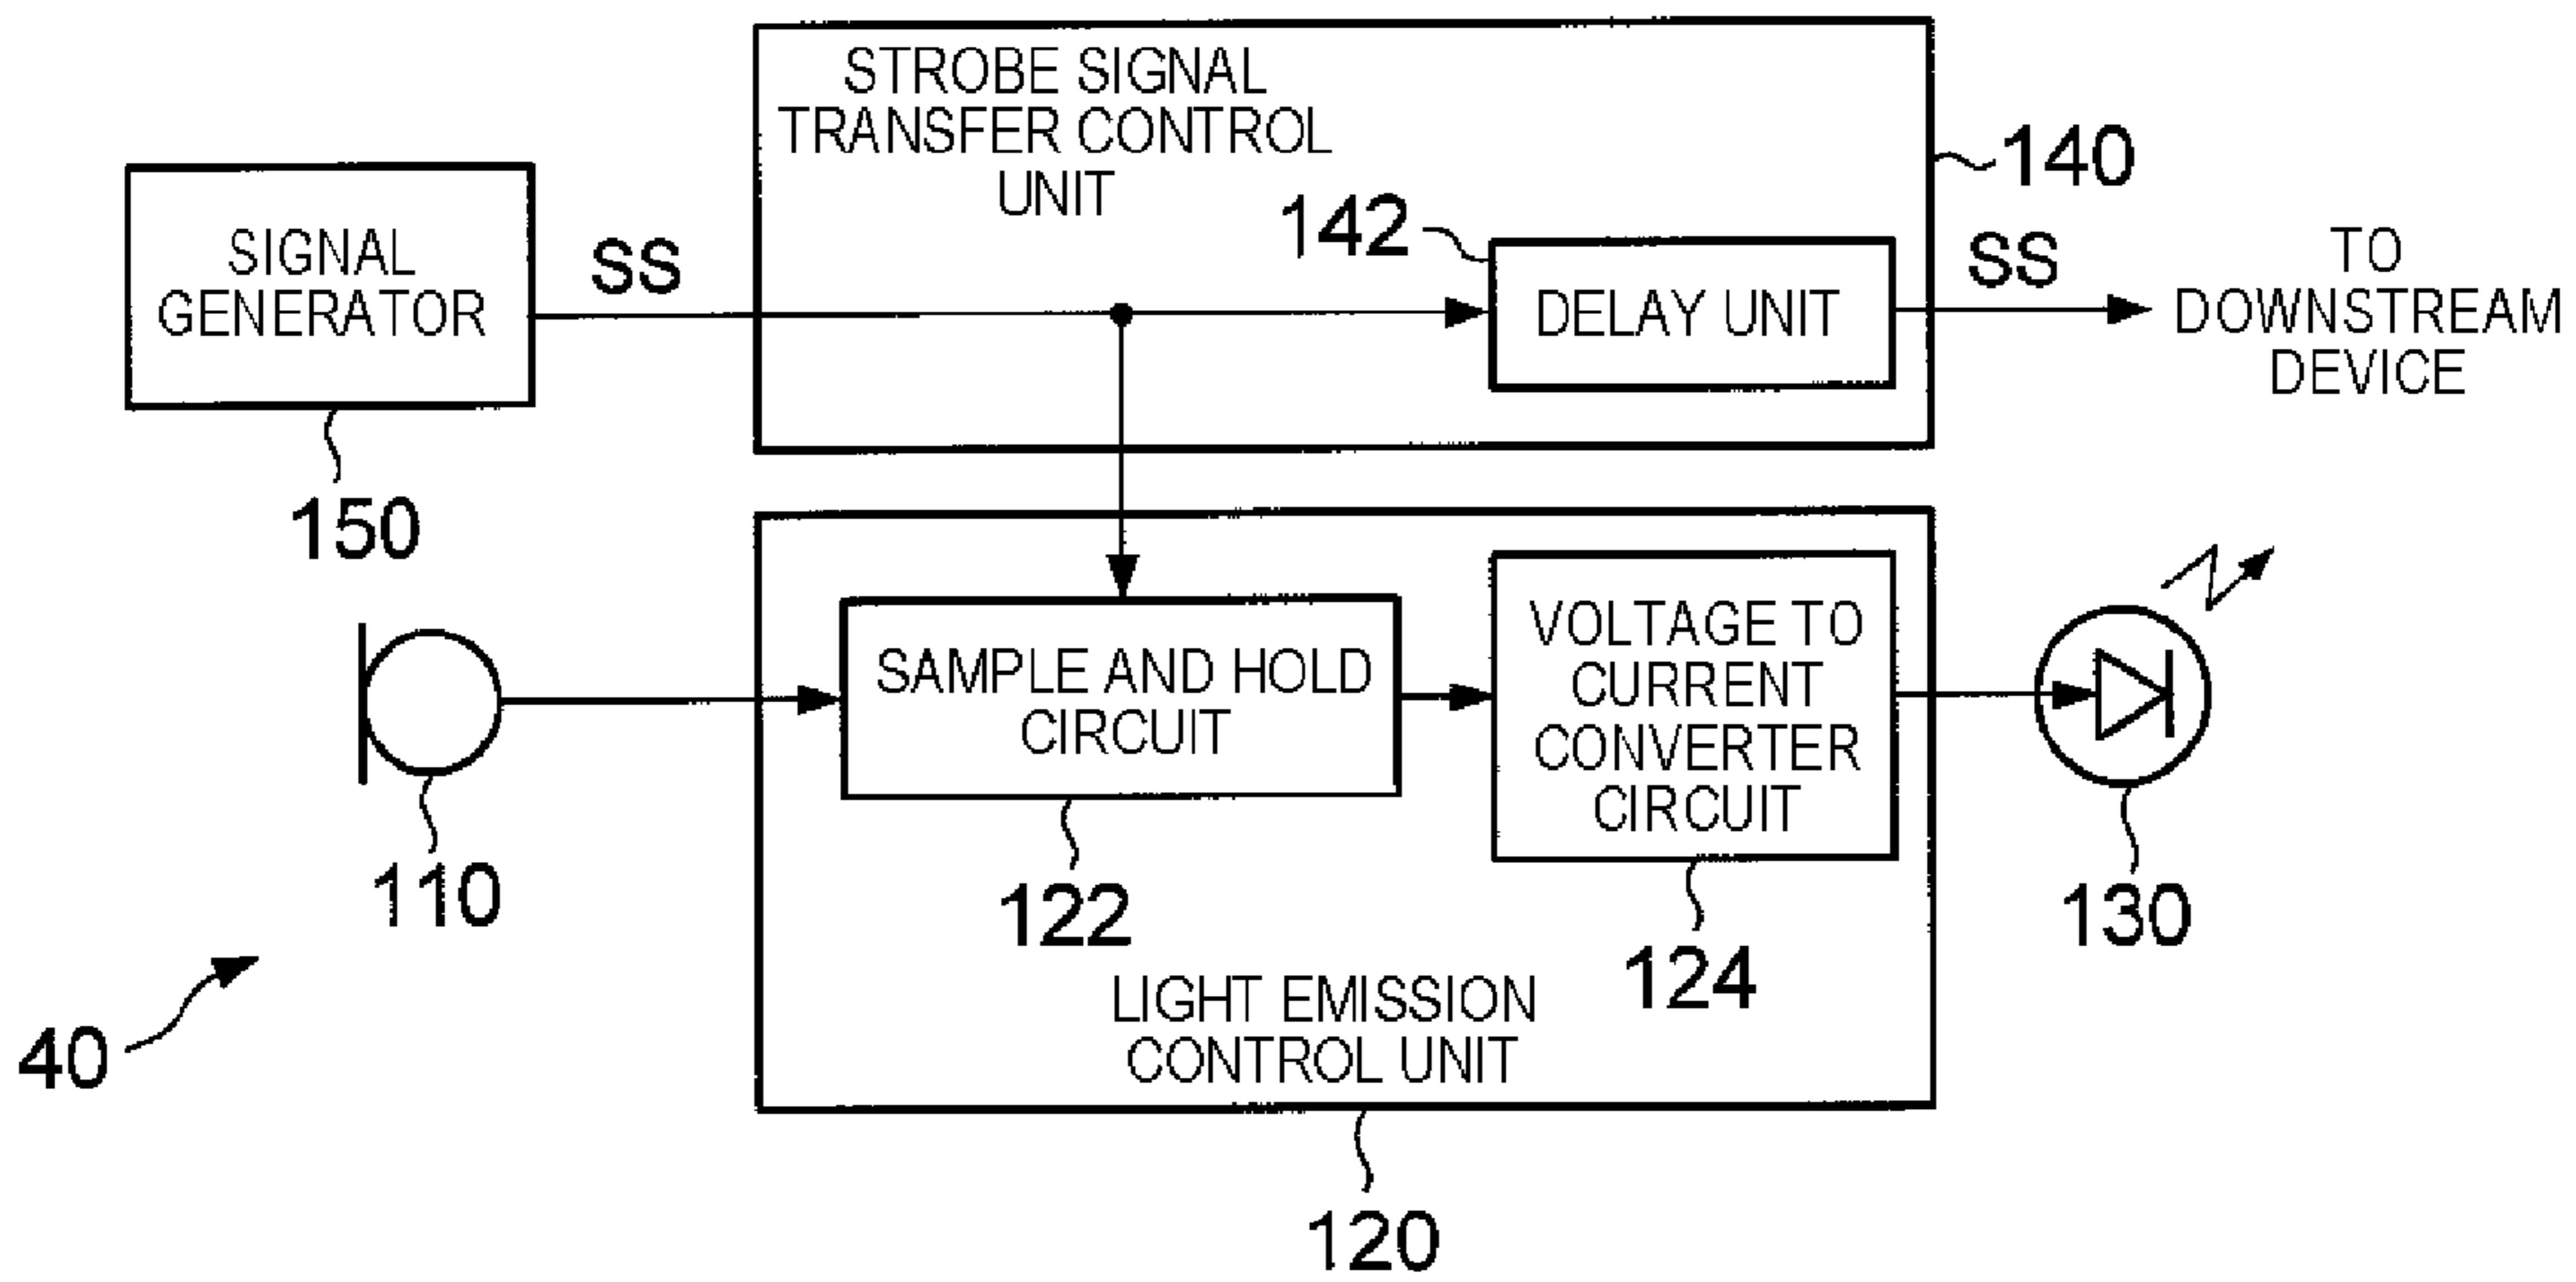 STROBE SIGNAL
TRANSFER CONTROL
UNIT
140
142
SIGNAL
GENERATOR
SS
DELAY UNIT
SS
TO
DOWNSTREAM
DEVICE
150
SAMPLE AND HOLD
CIRCUIT
VOLTAGE TO
CURRENT
CONVERTER
CIRCUIT
110
122
124
130
LIGHT EMISSION
CONTROL UNIT
40
120